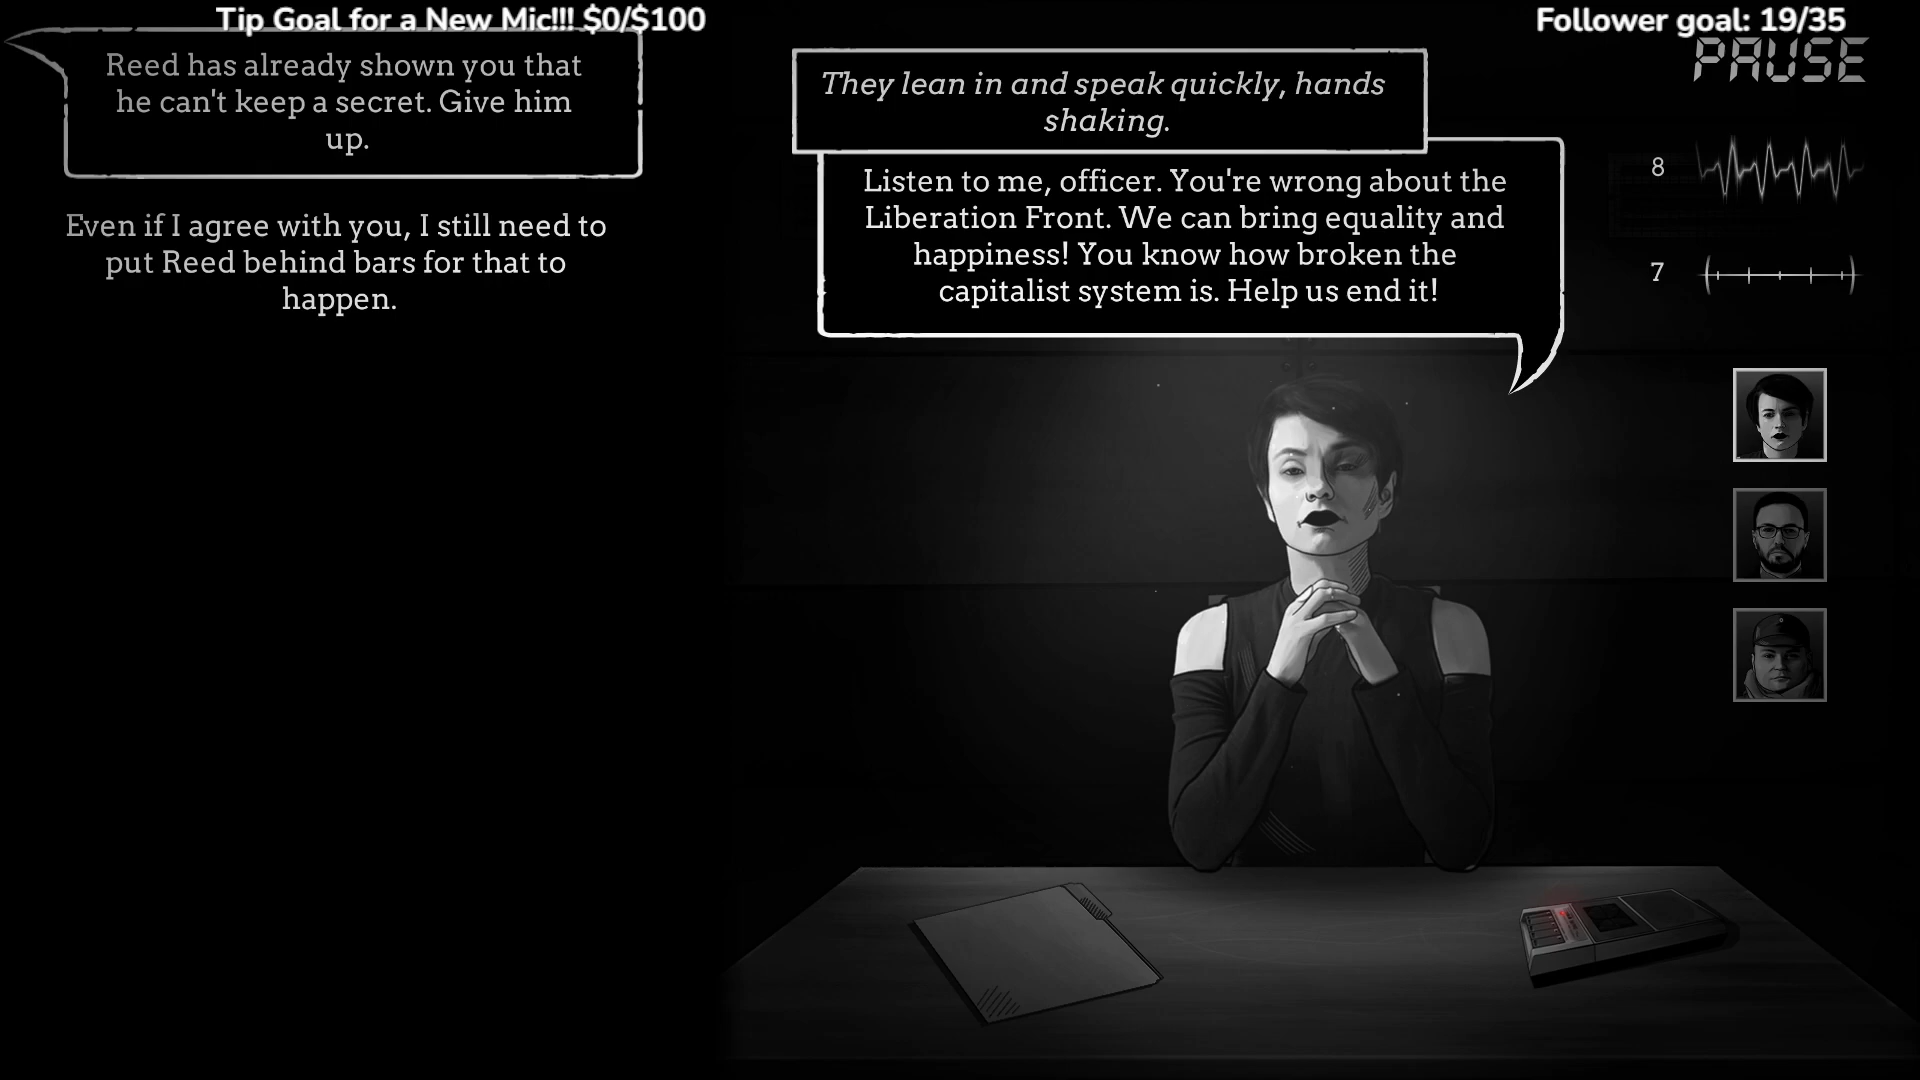 Tip Goal for a New Mic!!! $0/$100
Follower goal: 19/35
PAUSE
Reed has already shown you that
he can't keep a secret. Give him
up.
Even if I agree with you, I still need to
put Reed behind bars for that to
happen.
They lean in and speak quickly, hands
shaking.
Listen to me, officer. You're wrong about the
Liberation Front. We can bring equality and
happiness! You know how broken the
capitalist system is. Help us end it!
8
7